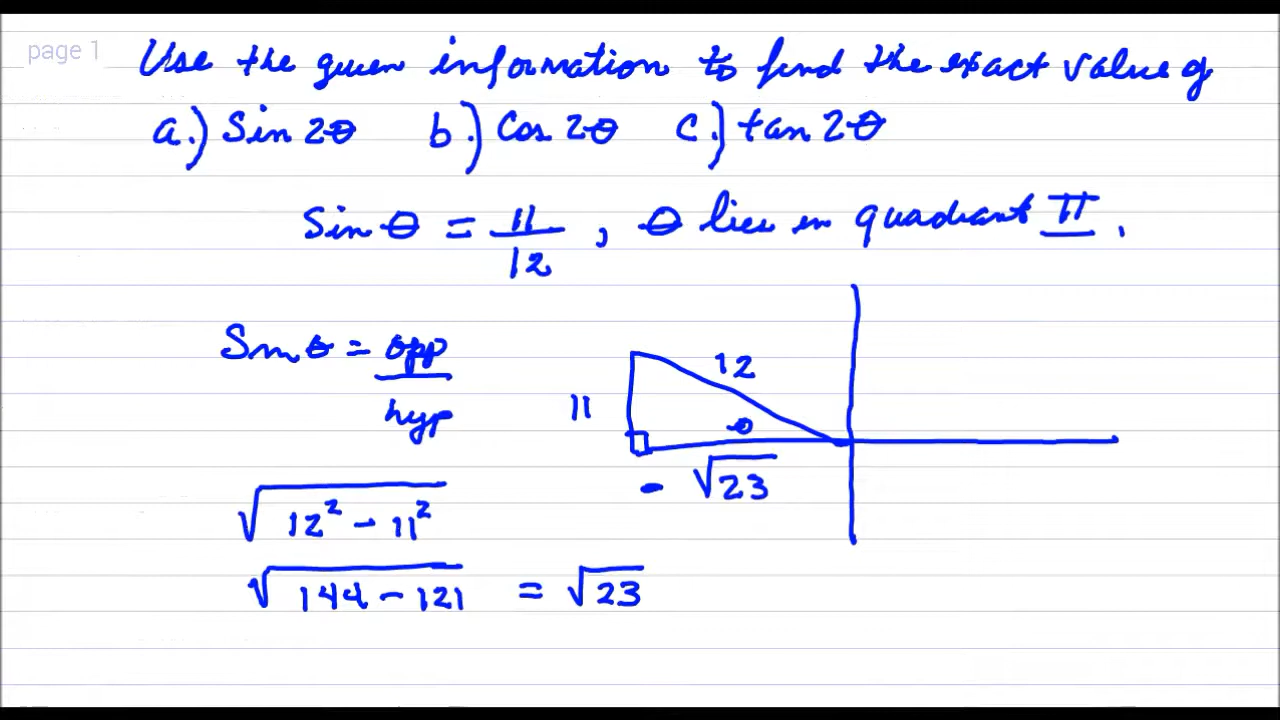 page 1
Use the given information to find the exact value of
a.) Sin 2θ b.) Cos 2θ c.) tan 2θ
Sin θ = 11/12 , θ lies in quadrant II.
Sin θ = opp/hyp
12
11
θ
- √23
√12² - 11²
√144 - 121 = √23